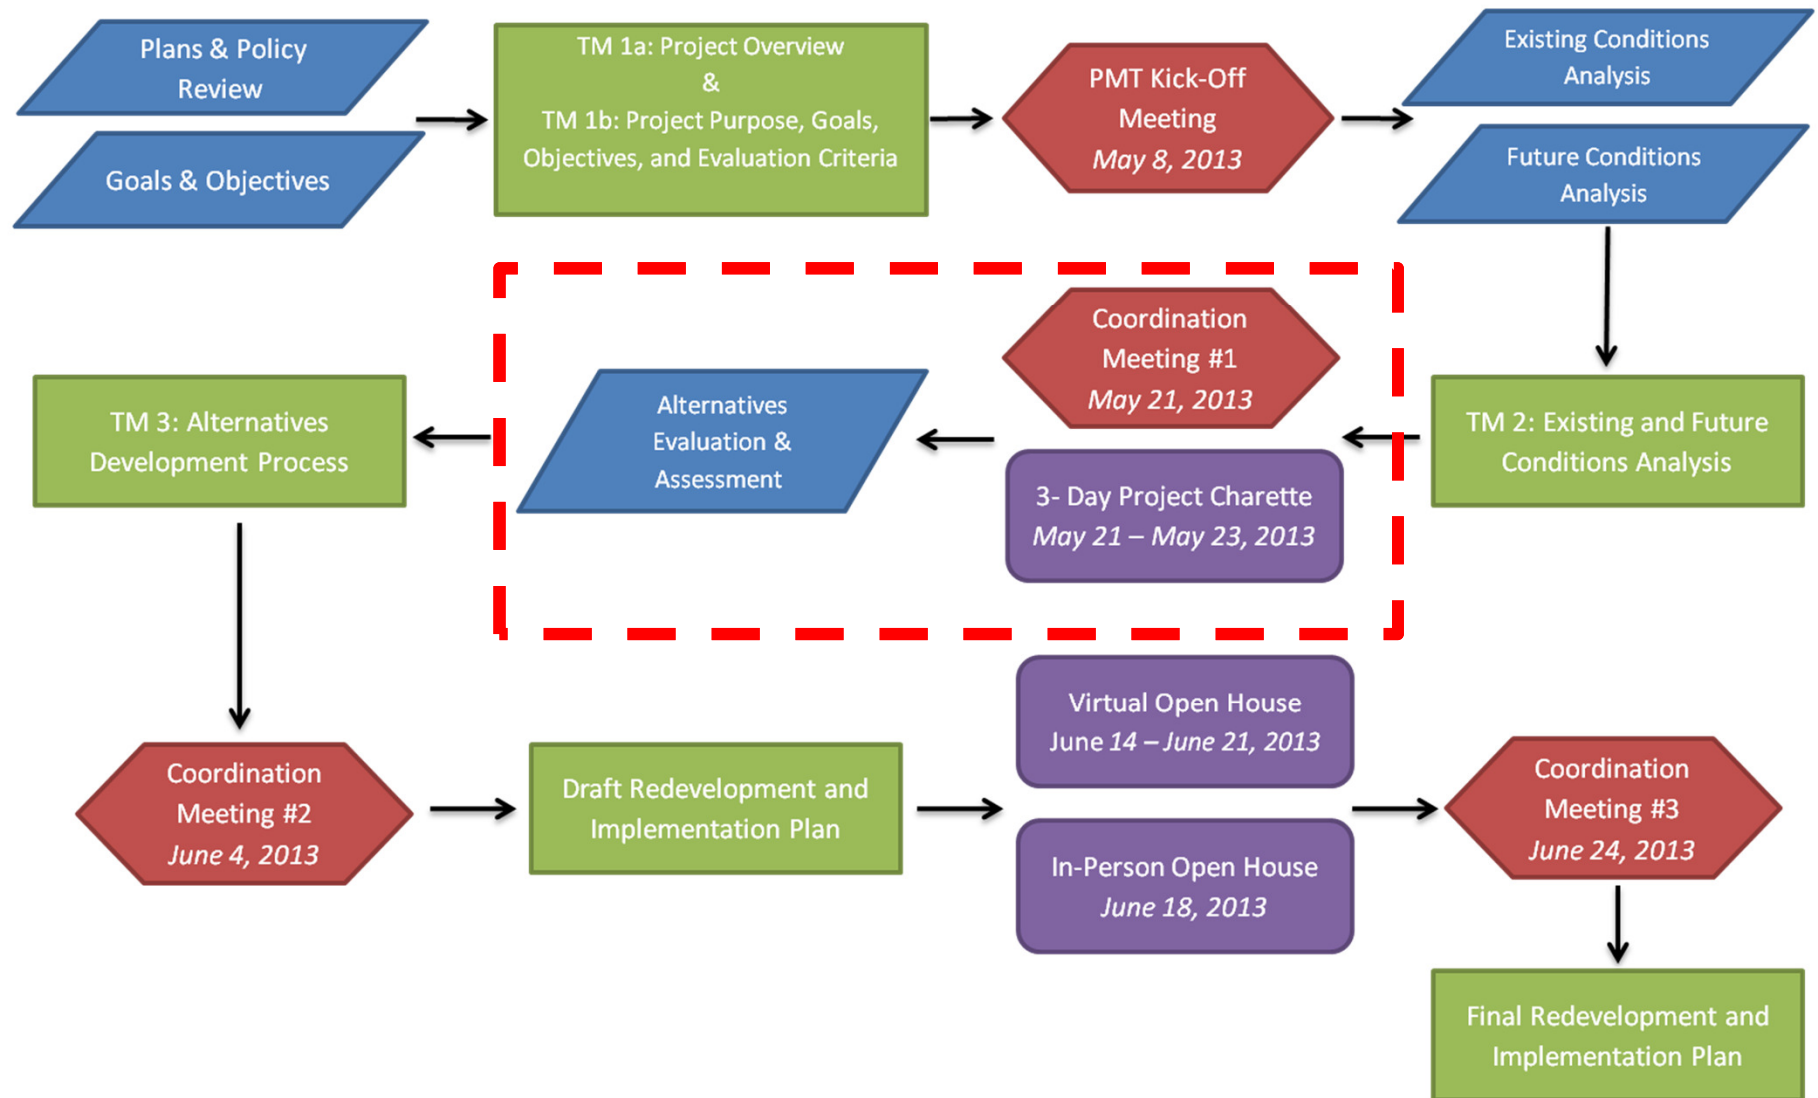 Plans & Policy
Review
Goals & Objectives
TM 1a: Project Overview
&
TM 1b: Project Purpose, Goals,
Objectives, and Evaluation Criteria
PMT Kick-Off
Meeting
May 8, 2013
Existing Conditions
Analysis
Future Conditions
Analysis
TM 2: Existing and Future
Conditions Analysis
Coordination
Meeting #1
May 21, 2013
3- Day Project Charette
May 21 – May 23, 2013
Alternatives
Evaluation &
Assessment
TM 3: Alternatives
Development Process
Coordination
Meeting #2
June 4, 2013
Draft Redevelopment and
Implementation Plan
Virtual Open House
June 14 – June 21, 2013
In-Person Open House
June 18, 2013
Coordination
Meeting #3
June 24, 2013
Final Redevelopment and
Implementation Plan